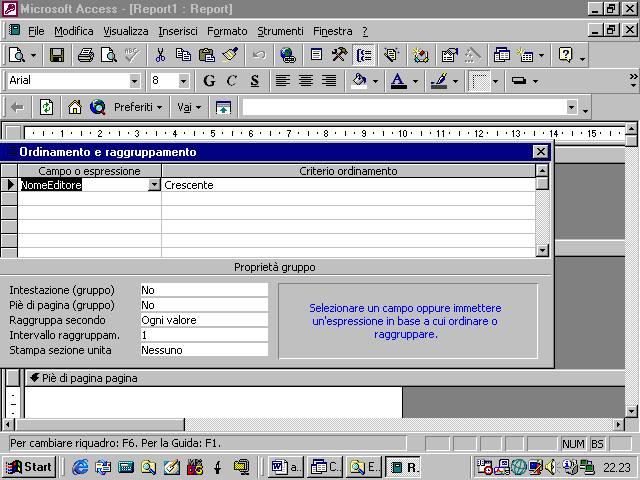 Microsoft Access - [Report1 : Report]
File Modifica Visualizza Inserisci Formato Strumenti Finestra ?
Arial 8 G C S
Preferiti Vai
1 2 3 4 5 6 7 8 9 10 11 12 13 14 15
Ordinamento e raggruppamento
Campo o espressione Criterio ordinamento
NomeEditore Crescente
Proprietà gruppo
Intestazione (gruppo) No
Piè di pagina (gruppo) No
Raggruppa secondo Ogni valore
Intervallo raggruppam. 1
Stampa sezione unita Nessuno
Selezionare un campo oppure immettere
un'espressione in base a cui ordinare o
raggruppare.
Piè di pagina pagina
Per cambiare riquadro: F6. Per la Guida: F1. NUM BS
Start a.. C.. E.. R.. 22.23